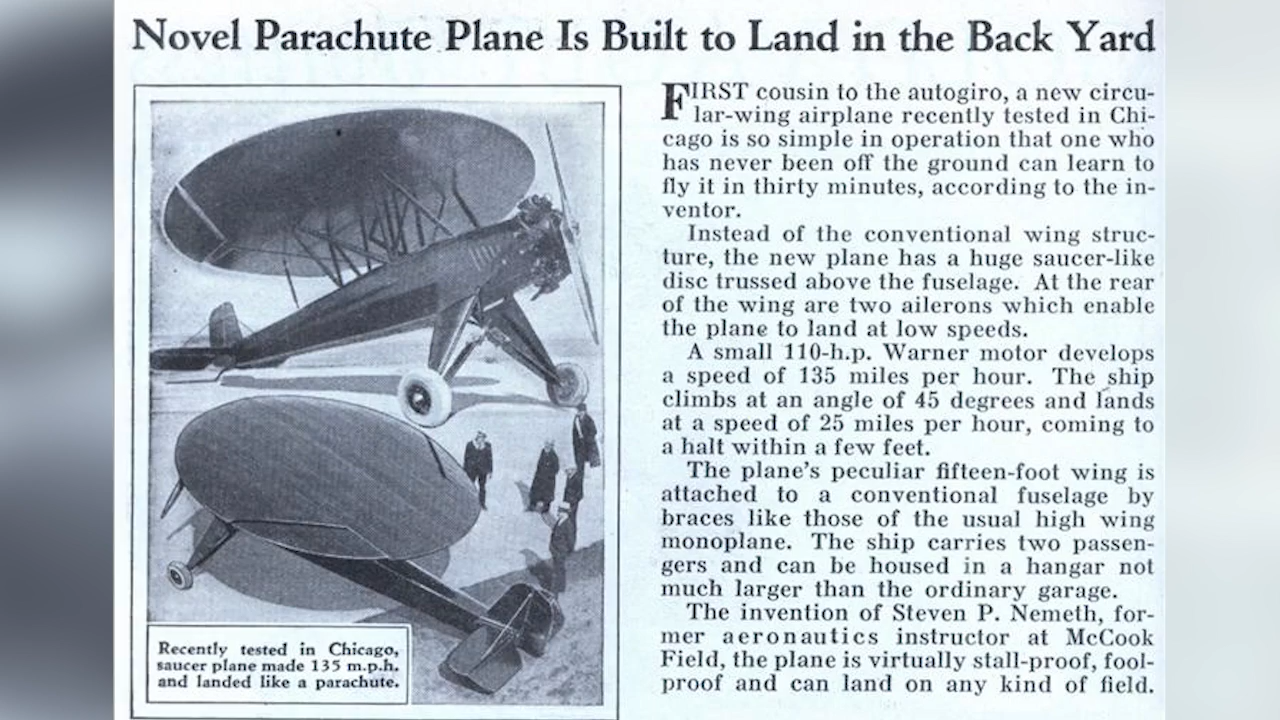 Novel Parachute Plane Is Built to Land in the Back Yard
FIRST cousin to the autogiro, a new circu-
lar-wing airplane recently tested in Chi-
cago is so simple in operation that one who
has never been off the ground can learn to
fly it in thirty minutes, according to the in-
ventor.
Instead of the conventional wing struc-
ture, the new plane has a huge saucer-like
disc trussed above the fuselage. At the rear
of the wing are two ailerons which enable
the plane to land at low speeds.
A small 110-h.p. Warner motor develops
a speed of 135 miles per hour. The ship
climbs at an angle of 45 degrees and lands
at a speed of 25 miles per hour, coming to
a halt within a few feet.
The plane's peculiar fifteen-foot wing is
attached to a conventional fuselage by
braces like those of the usual high wing
monoplane. The ship carries two passen-
gers and can be housed in a hangar not
much larger than the ordinary garage.
The invention of Steven P. Nemeth, for-
mer aeronautics instructor at McCook
Field, the plane is virtually stall-proof, fool-
proof and can land on any kind of field.
Recently tested in Chicago,
saucer plane made 135 m.p.h.
and landed like a parachute.